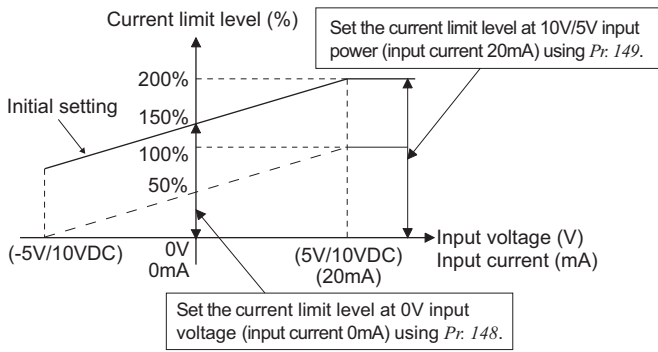 Current limit level (%)
Set the current limit level at 10V/5V input
power (input current 20mA) using Pr. 149.
200%
Initial setting
150%
100%
50%
(-5V/10VDC)
0V
0mA
(5V/10VDC)
(20mA)
Input voltage (V)
Input current (mA)
Set the current limit level at 0V input
voltage (input current 0mA) using Pr. 148.